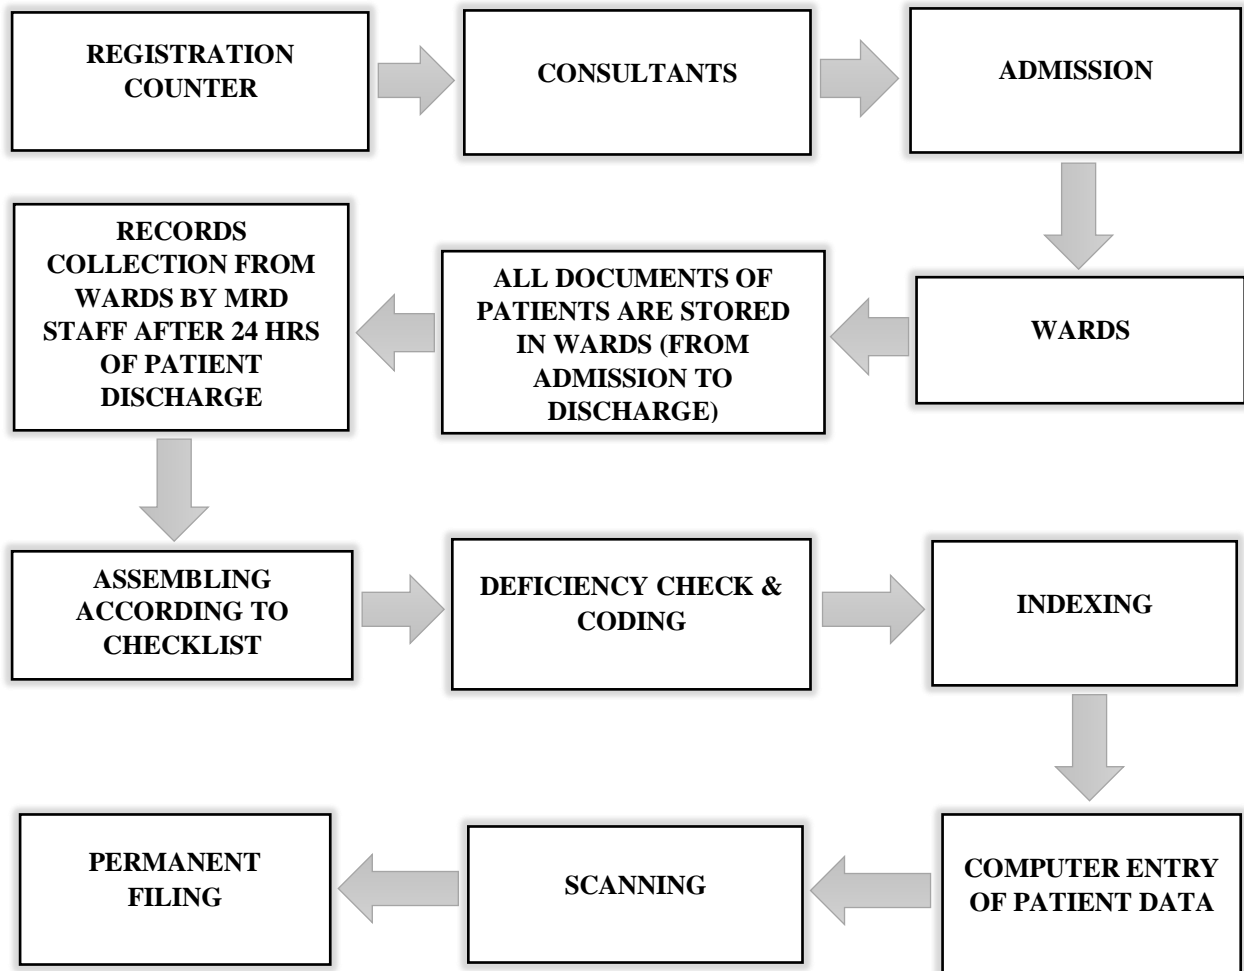 REGISTRATION
COUNTER
CONSULTANTS
ADMISSION
WARDS
ALL DOCUMENTS OF
PATIENTS ARE STORED
IN WARDS (FROM
ADMISSION TO
DISCHARGE)
RECORDS
COLLECTION FROM
WARDS BY MRD
STAFF AFTER 24 HRS
OF PATIENT
DISCHARGE
ASSEMBLING
ACCORDING TO
CHECKLIST
DEFICIENCY CHECK &
CODING
INDEXING
COMPUTER ENTRY
OF PATIENT DATA
SCANNING
PERMANENT
FILING